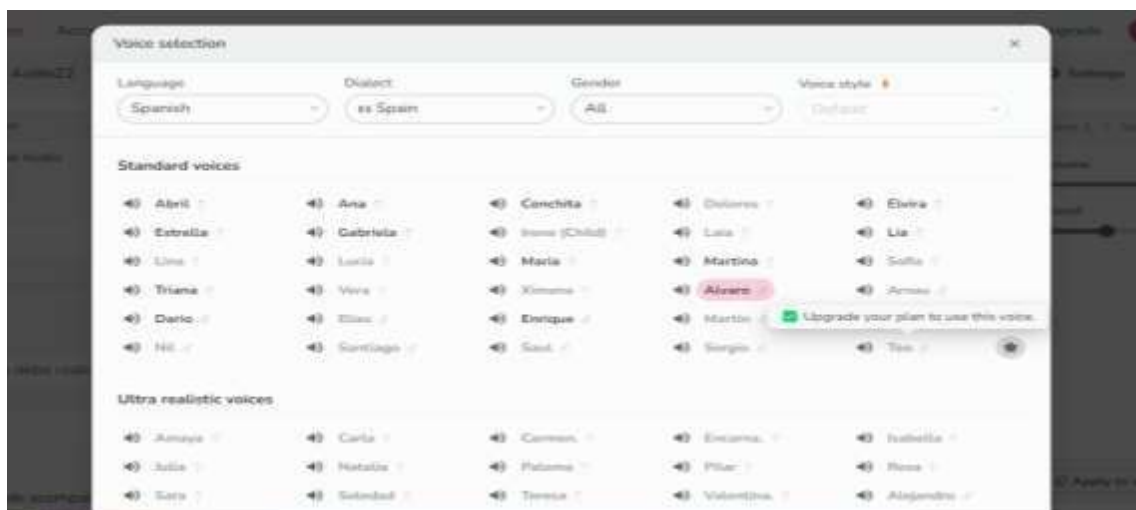 Voice selection
Language Dialect Gender Voice style
Spanish es Spain All Default
Standard voices
Abril Ana Conchita Dolores Elvira
Estrella Gabriela Irene (Child) Laia Lia
Lina Lucia Maria Martina Sofia
Triana Vera Ximena Alvaro Arnau
Dario Elias Enrique Martin Upgrade your plan to use this voice.
Nil Santiago Saul Sergio Teo
Ultra realistic voices
Amaya Carla Carmen. Encarna. Isabella
Julia Natalia Paloma Pilar Rosa
Sara Soledad Teresa Valentina. Alejandro
Upgrade
Settings